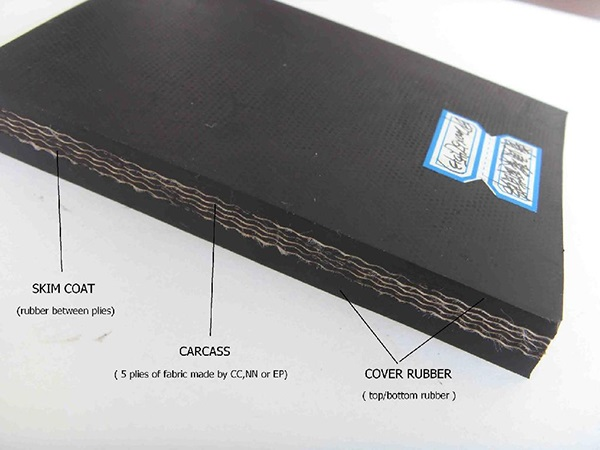 SKIM COAT
(rubber between plies)
CARCASS
( 5 plies of fabric made by CC,NN or EP)
COVER RUBBER
( top/bottom rubber )